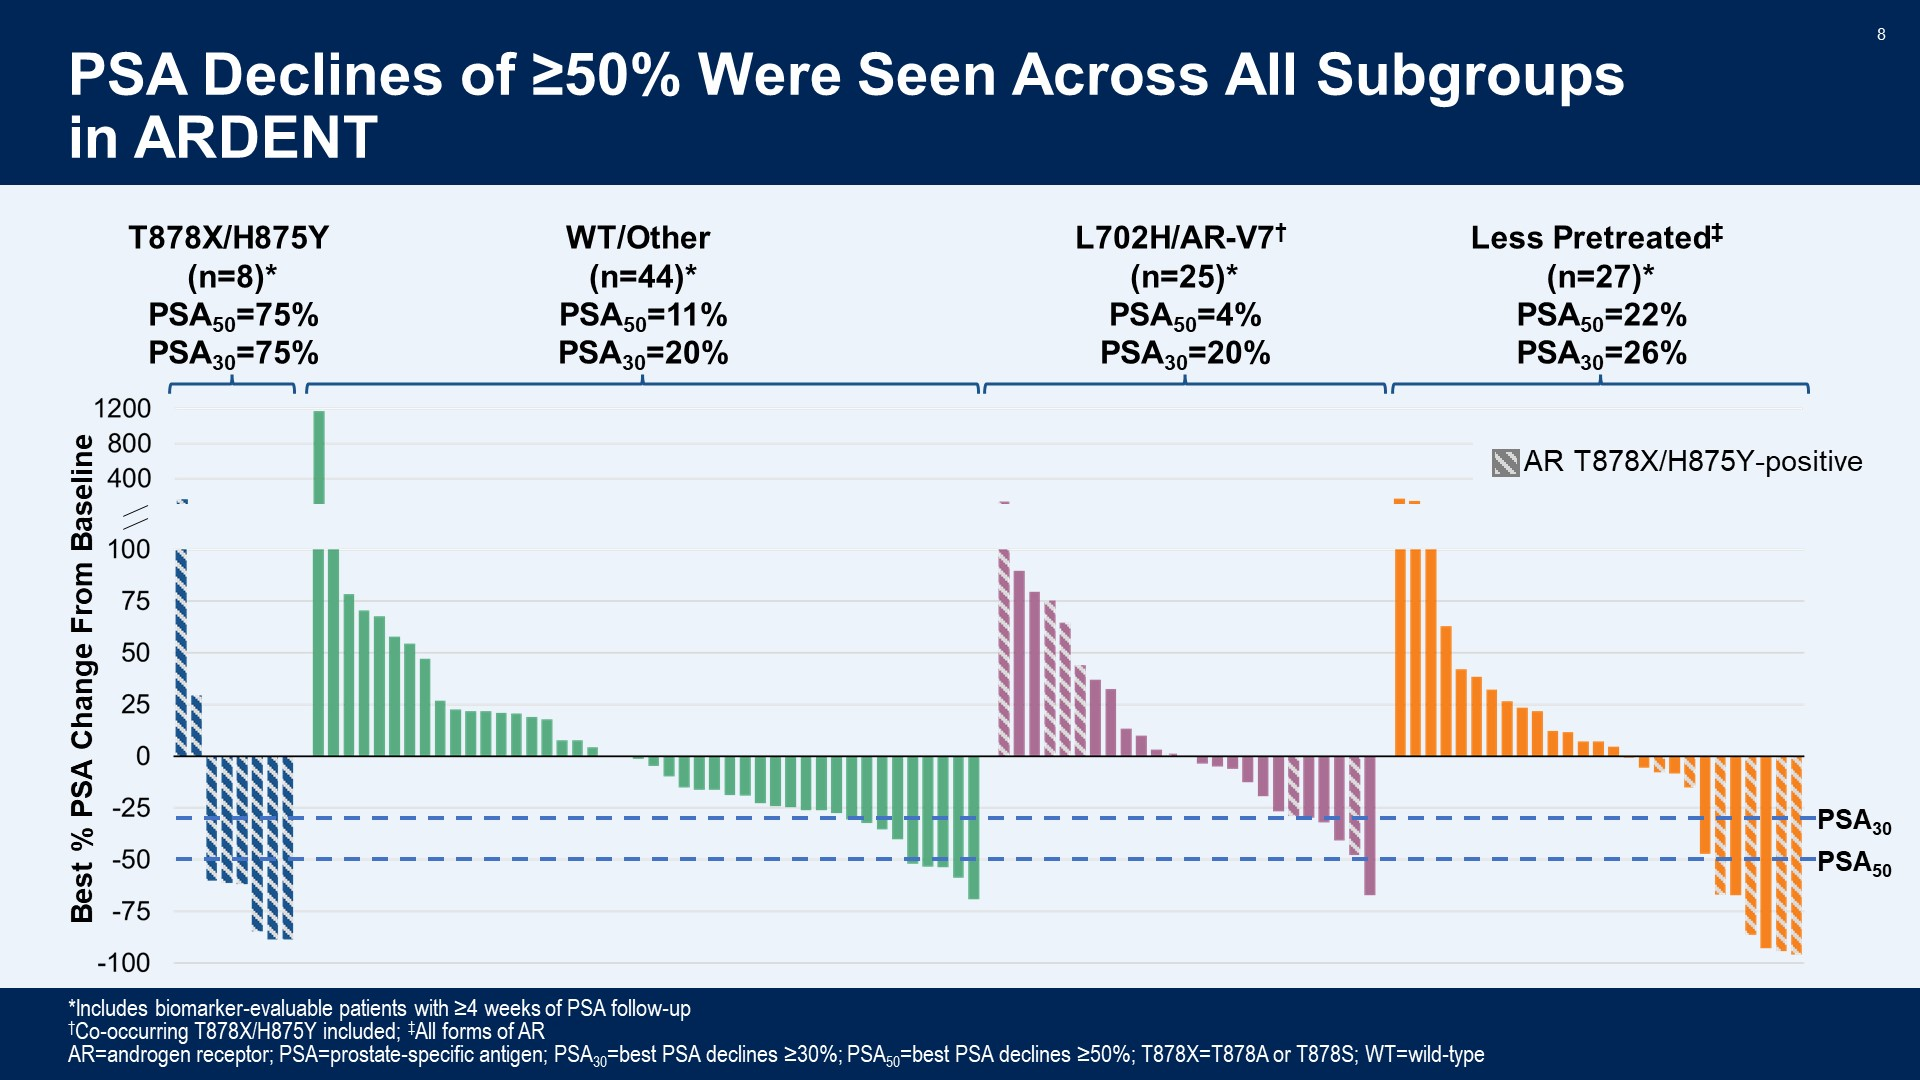 8
PSA Declines of ≥50% Were Seen Across All Subgroups
in ARDENT
T878X/H875Y
(n=8)*
PSA50=75%
PSA30=75%
WT/Other
(n=44)*
PSA50=11%
PSA30=20%
L702H/AR-V7†
(n=25)*
PSA50=4%
PSA30=20%
Less Pretreated‡
(n=27)*
PSA50=22%
PSA30=26%
Best % PSA Change From Baseline
1200
800
400
100
75
50
25
0
-25
-50
-75
-100
AR T878X/H875Y-positive
PSA30
PSA50
*Includes biomarker-evaluable patients with ≥4 weeks of PSA follow-up
†Co-occurring T878X/H875Y included; ‡All forms of AR
AR=androgen receptor; PSA=prostate-specific antigen; PSA30=best PSA declines ≥30%; PSA50=best PSA declines ≥50%; T878X=T878A or T878S; WT=wild-type